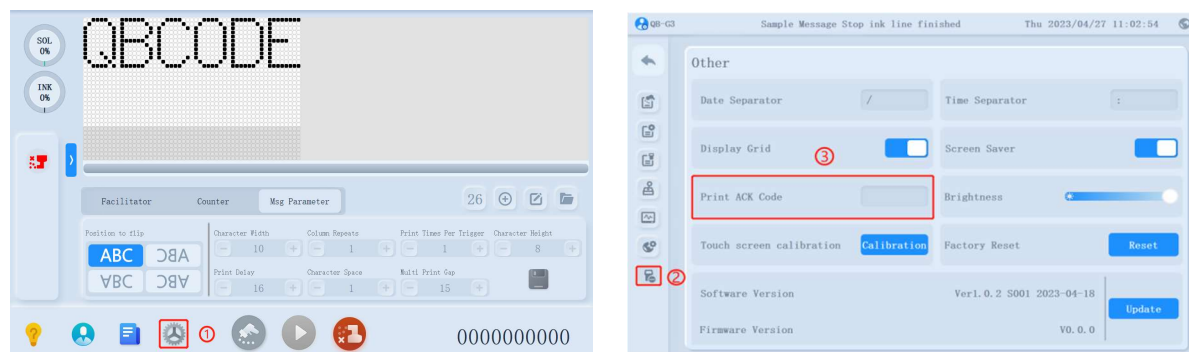 SOL
0%
INK
0%
QBCODE
Facilitator Counter Msg Parameter 26
Position to flip
ABC ABC
ABC ABC
Character Width Column Repeats Print Times Per Trigger Character Height
- 10 + - 1 + - 1 + - 8 +
Print Delay Character Space Multi Print Gap
- 16 + - 1 + - 15 +
① 0000000000
QB-G3 Sample Message Stop ink line finished Thu 2023/04/27 11:02:54
Other
Date Separator / Time Separator :
Display Grid ③ Screen Saver
Print ACK Code Brightness
Touch screen calibration Calibration Factory Reset Reset
②
Software Version Ver1.0.2 S001 2023-04-18
Update
Firmware Version V0.0.0